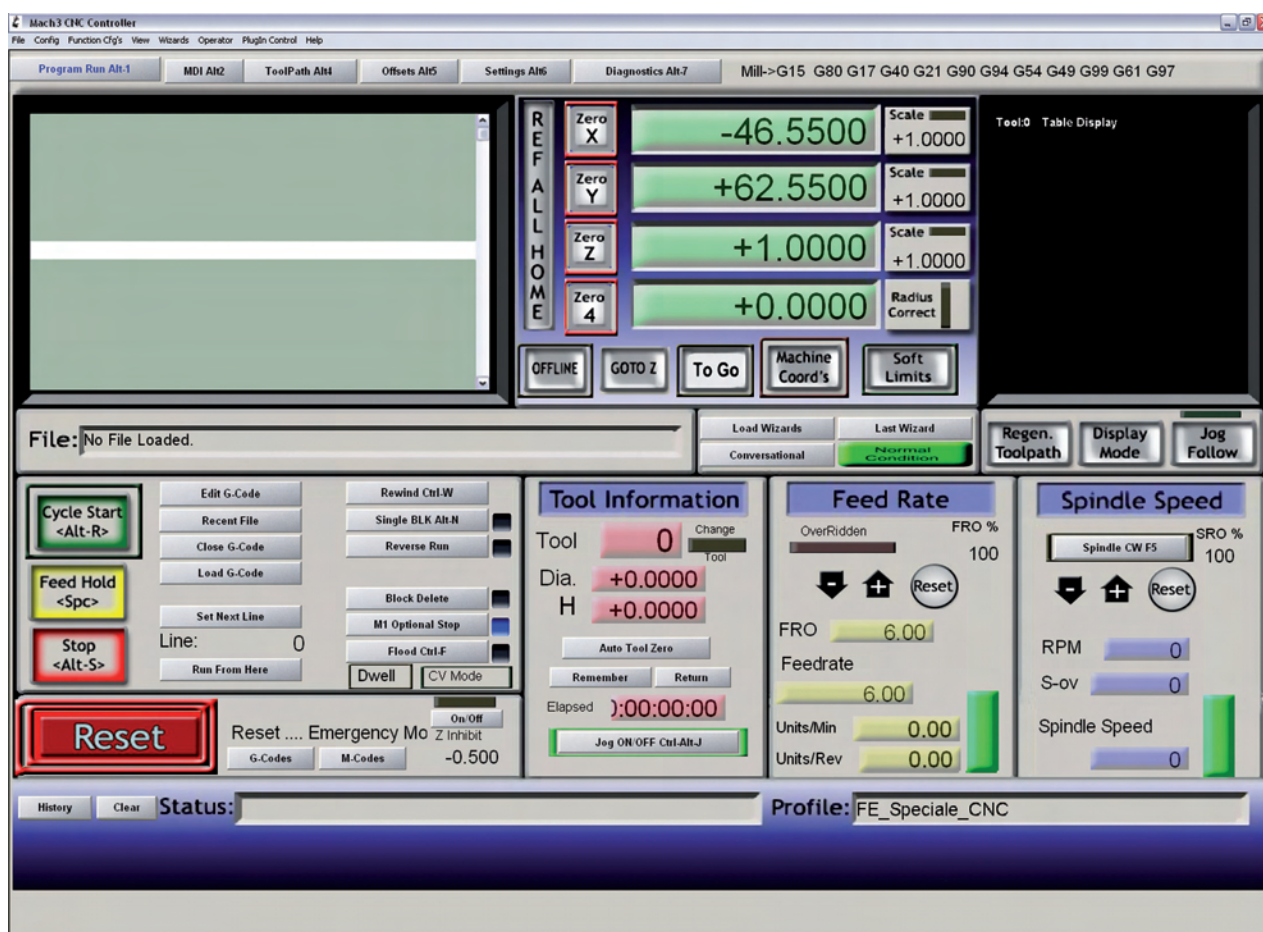 Mach3 CNC Controller
File Config Function Cfg's View Wizards Operator PlugIn Control Help
Program Run Alt-1 MDI Alt2 ToolPath Alt4 Offsets Alt5 Settings Alt6 Diagnostics Alt-7 Mill->G15 G80 G17 G40 G21 G90 G94 G54 G49 G99 G61 G97
REF ALL HOME
Zero X -46.5500 Scale +1.0000
Zero Y +62.5500 Scale +1.0000
Zero Z +1.0000 Scale +1.0000
Zero 4 +0.0000 Radius Correct
OFFLINE GOTO Z To Go Machine Coord's Soft Limits
Tool:0 Table Display
File: No File Loaded.
Load Wizards Last Wizard
Conversational Normal Condition
Regen. Toolpath Display Mode Jog Follow
Cycle Start <Alt-R>
Feed Hold <Spc>
Stop <Alt-S>
Edit G-Code Rewind Ctrl-W
Recent File Single BLK Alt-N
Close G-Code Reverse Run
Load G-Code
Block Delete
Set Next Line M1 Optional Stop
Line: 0 Flood Ctrl-F
Run From Here Dwell CV Mode
Reset Reset .... Emergency Mo On/Off Z Inhibit
G-Codes M-Codes -0.500
Tool Information
Tool 0 Change Tool
Dia. +0.0000
H +0.0000
Auto Tool Zero
Remember Return
Elapsed ):00:00:00
Jog ON/OFF Ctrl-Alt-J
Feed Rate
OverRidden FRO % 100
Reset
FRO 6.00
Feedrate
6.00
Units/Min 0.00
Units/Rev 0.00
Spindle Speed
Spindle CW F5 SRO % 100
Reset
RPM 0
S-ov 0
Spindle Speed
0
History Clear Status: Profile: FE_Speciale_CNC